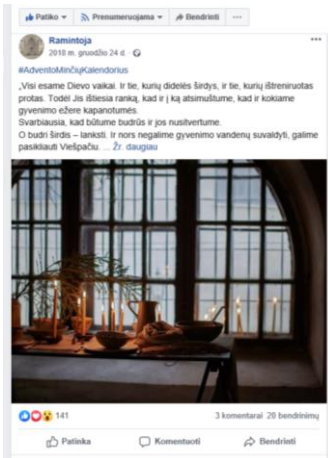 Patiko Prenumeruojama Bendrinti ...
Ramintoja
2018 m. gruodžio 24 d. ·
#AdventoMinčiųKalendorius
„Visi esame Dievo vaikai. Ir tie, kurių didelės širdys, ir tie, kurių ištreniruotas
protas. Todėl Jis ištiesia ranką, kad ir į ką atsimuštume, kad ir kokiame
gyvenimo ežere kapanotumės.
Svarbiausia, kad būtume budrūs ir jos nusitvertume.
O budri širdis – lanksti. Ir nors negalime gyvenimo vandenų suvaldyti, galime
pasikliauti Viešpačiu. ... Žr. daugiau
141 3 komentarai 20 bendrinimų
Patinka Komentuoti Bendrinti